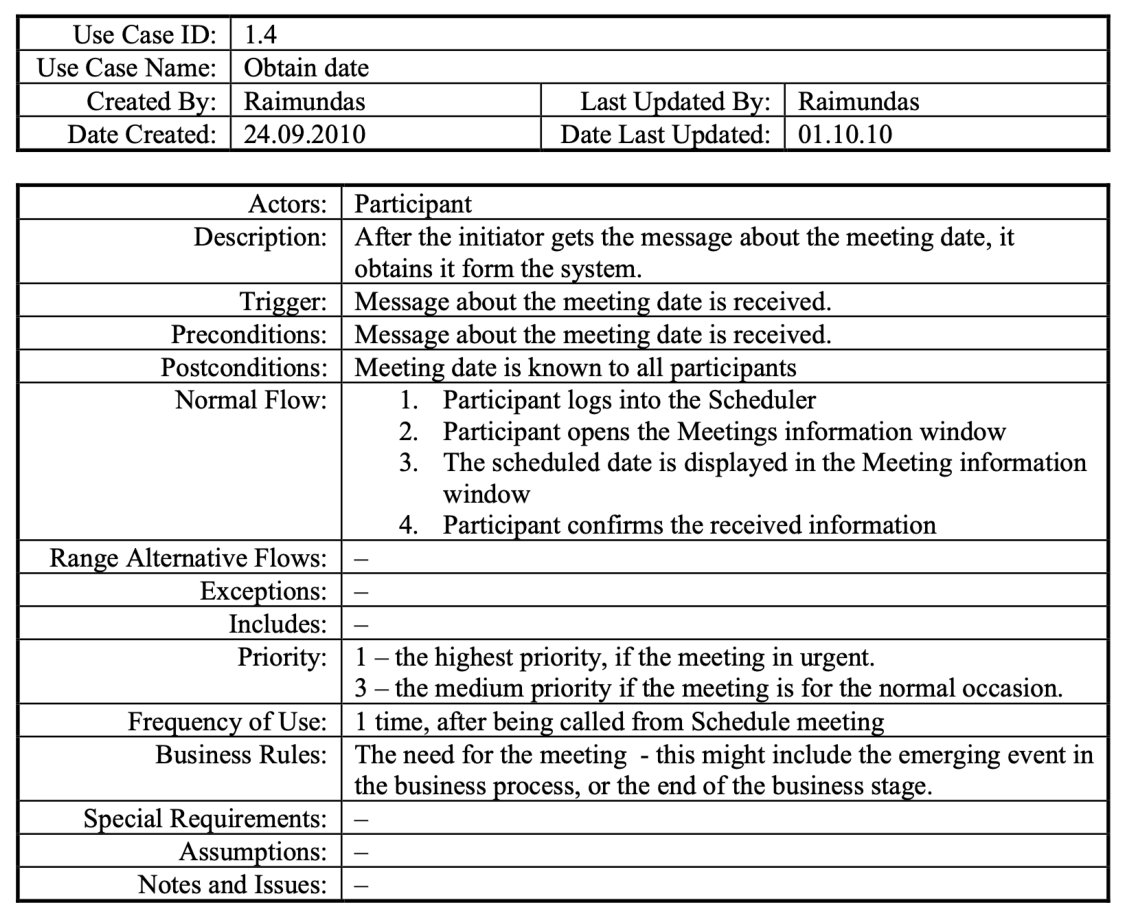 Use Case ID: 1.4
Use Case Name: Obtain date
Created By: Raimundas Last Updated By: Raimundas
Date Created: 24.09.2010 Date Last Updated: 01.10.10
Actors: Participant
Description: After the initiator gets the message about the meeting date, it
obtains it form the system.
Trigger: Message about the meeting date is received.
Preconditions: Message about the meeting date is received.
Postconditions: Meeting date is known to all participants
Normal Flow: 1. Participant logs into the Scheduler
2. Participant opens the Meetings information window
3. The scheduled date is displayed in the Meeting information
window
4. Participant confirms the received information
Range Alternative Flows: –
Exceptions: –
Includes: –
Priority: 1 – the highest priority, if the meeting in urgent.
3 – the medium priority if the meeting is for the normal occasion.
Frequency of Use: 1 time, after being called from Schedule meeting
Business Rules: The need for the meeting - this might include the emerging event in
the business process, or the end of the business stage.
Special Requirements: –
Assumptions: –
Notes and Issues: –